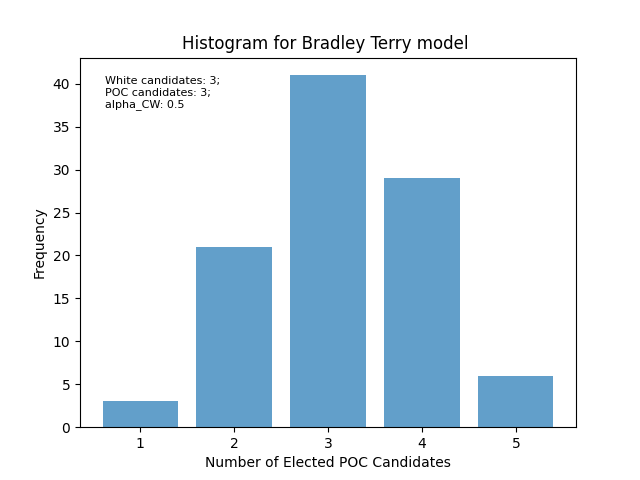 Histogram for Bradley Terry model
White candidates: 3;
POC candidates: 3;
alpha_CW: 0.5
Frequency
40
35
30
25
20
15
10
5
0
1 2 3 4 5
Number of Elected POC Candidates